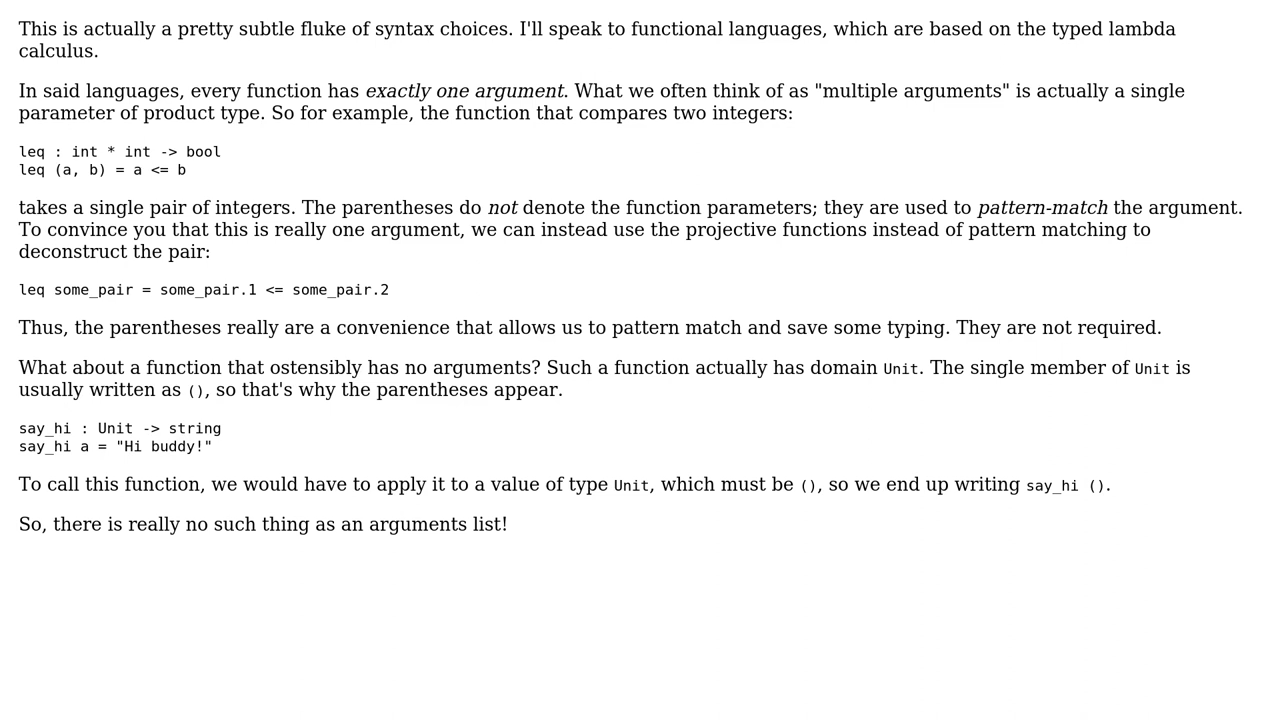 This is actually a pretty subtle fluke of syntax choices. I'll speak to functional languages, which are based on the typed lambda
calculus.
In said languages, every function has exactly one argument. What we often think of as "multiple arguments" is actually a single
parameter of product type. So for example, the function that compares two integers:
leq : int * int -> bool
leq (a, b) = a <= b
takes a single pair of integers. The parentheses do not denote the function parameters; they are used to pattern-match the argument.
To convince you that this is really one argument, we can instead use the projective functions instead of pattern matching to
deconstruct the pair:
leq some_pair = some_pair.1 <= some_pair.2
Thus, the parentheses really are a convenience that allows us to pattern match and save some typing. They are not required.
What about a function that ostensibly has no arguments? Such a function actually has domain Unit. The single member of Unit is
usually written as (), so that's why the parentheses appear.
say_hi : Unit -> string
say_hi a = "Hi buddy!"
To call this function, we would have to apply it to a value of type Unit, which must be (), so we end up writing say_hi ().
So, there is really no such thing as an arguments list!